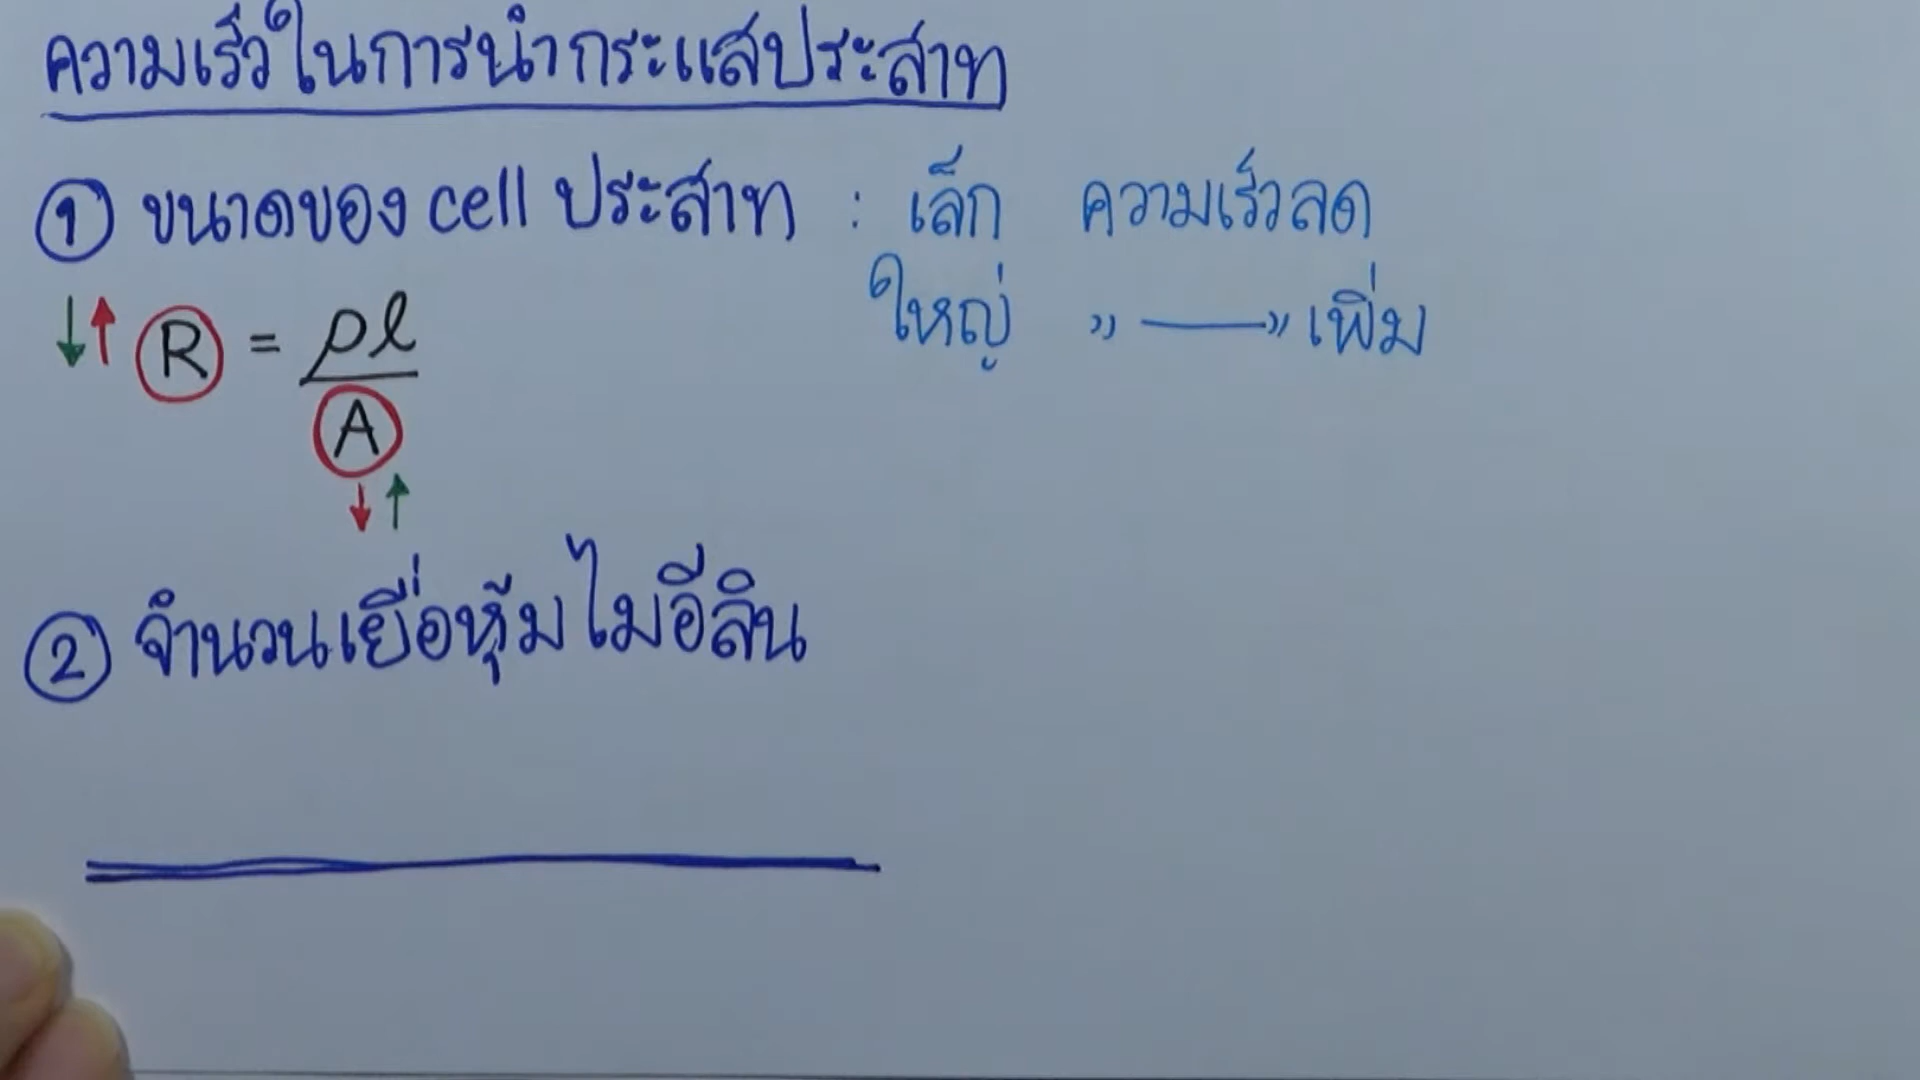 ความเร็วในการนำกระแสประสาท
① ขนาดของ cell ประสาท : เล็ก ความเร็วลด
ใหญ่ " — " เพิ่ม
↓↑ R = ρℓ
A
↓↑
② จำนวนเยื่อหุ้มไมอีลิน